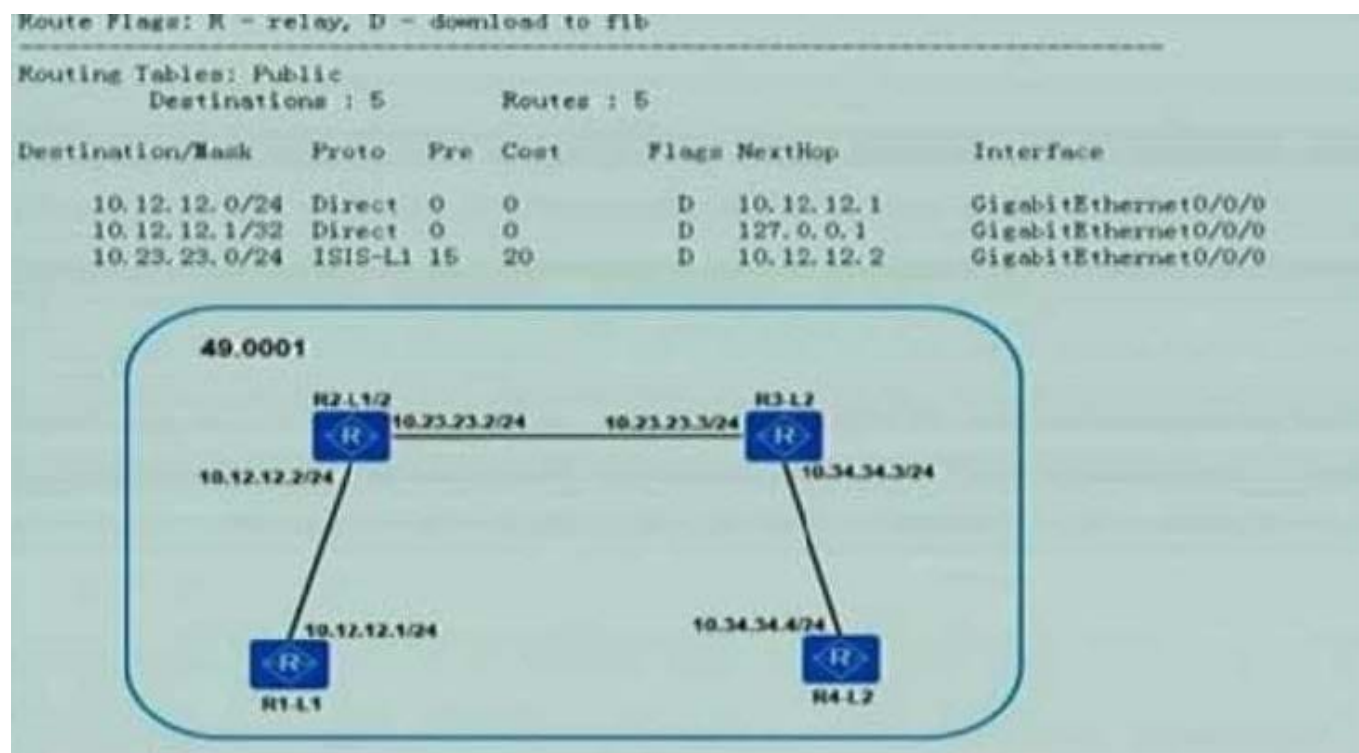 Route Flags: R - relay, D - download to fib
------------------------------------------------------------------------------
Routing Tables: Public
Destinations : 5 Routes : 5
Destination/Mask Proto Pre Cost Flags NextHop Interface
10.12.12.0/24 Direct 0 0 D 10.12.12.1 GigabitEthernet0/0/0
10.12.12.1/32 Direct 0 0 D 127.0.0.1 GigabitEthernet0/0/0
10.23.23.0/24 ISIS-L1 15 20 D 10.12.12.2 GigabitEthernet0/0/0
49.0001
R2-L1/2
R3-L2
10.23.23.2/24
10.23.23.3/24
R
R
10.12.12.2/24
10.34.34.3/24
10.12.12.1/24
10.34.34.4/24
R
R
R1-L1
R4-L2